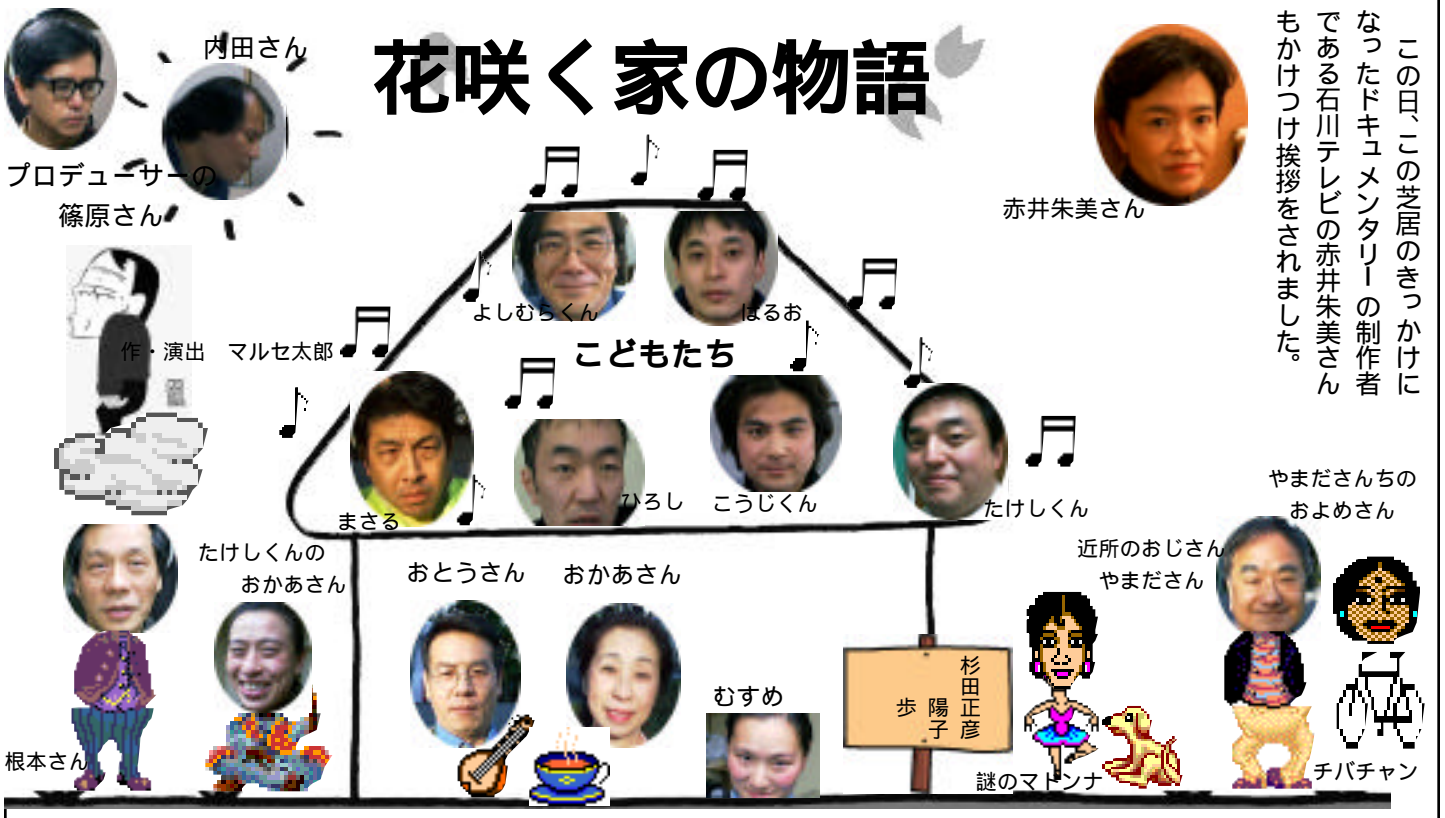 花咲く家の物語
内田さん
プロデューサーの
篠原さん
赤井朱美さん
この日、この芝居のきっかけに
なったドキュメンタリーの制作者
である石川テレビの赤井朱美さん
もかけつけ挨拶をされました。
よしむらくん
はるお
作・演出 マルセ太郎
こどもたち
まさる
ひろし
こうじくん
たけしくん
やまださんちの
およめさん
たけしくんの
おかあさん
おとうさん
おかあさん
近所のおじさん
やまださん
むすめ
杉田正彦
陽子
歩
根本さん
謎のマドンナ
チバチャン